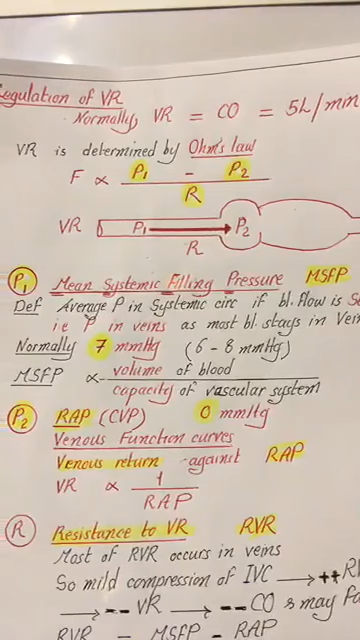 Regulation of VR
Normally, VR = CO = 5L/min
VR is determined by Ohm's law
F ∝ P1 - P2
R
VR P1 P2
R
P1 Mean Systemic Filling Pressure MSFP
Def Average P in Systemic circ if bl. flow is
i.e P in veins as most bl. stays in Vein
Normally 7 mmHg (6 - 8 mmHg)
MSFP ∝ volume of blood
capacity of vascular system
P2 RAP (CVP) 0 mmHg
Venous Function curves
Venous return against RAP
VR ∝ 1
RAP
R Resistance to VR RVR
Most of RVR occurs in veins
So mild compression of IVC → ++
→ -- VR → -- CO & may
RVR = MSFP - RAP